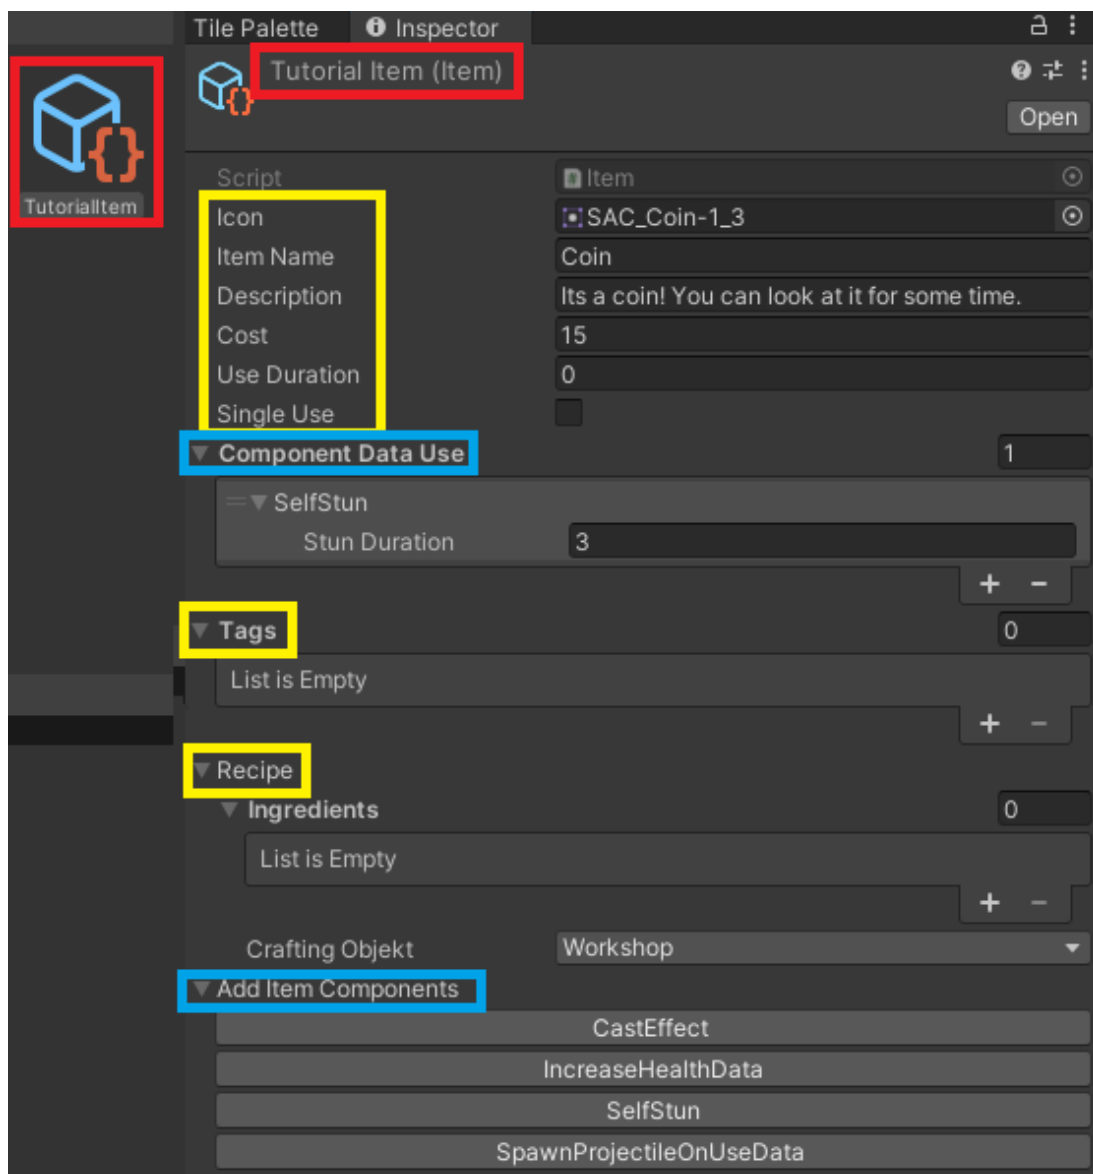 Tile Palette Inspector
Tutorial Item (Item)
Open
TutorialItem
Script Item
Icon SAC_Coin-1_3
Item Name Coin
Description Its a coin! You can look at it for some time.
Cost 15
Use Duration 0
Single Use
Component Data Use 1
SelfStun
Stun Duration 3
+ -
Tags 0
List is Empty
+ -
Recipe
Ingredients 0
List is Empty
+ -
Crafting Objekt Workshop
Add Item Components
CastEffect
IncreaseHealthData
SelfStun
SpawnProjectileOnUseData